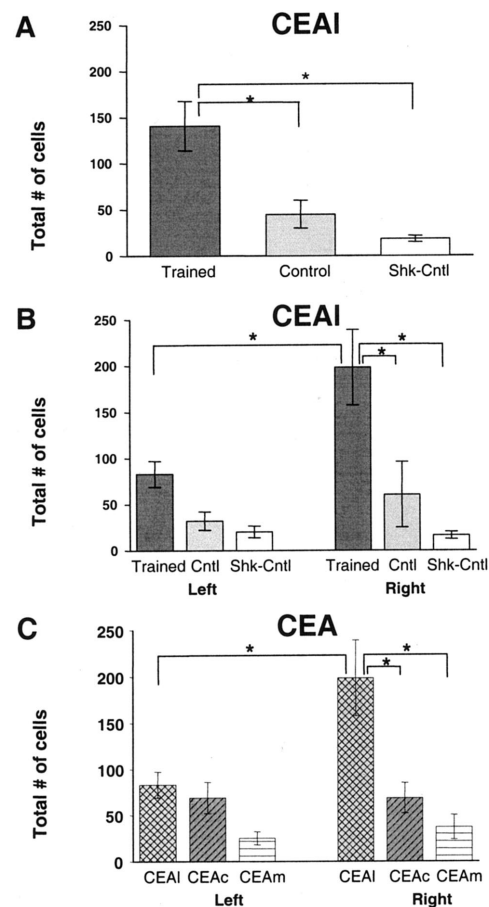 A
CEAl
Total # of cells
250
200
150
100
50
0
*
*
Trained Control Shk-Cntl
B
CEAl
Total # of cells
250
200
150
100
50
0
*
*
*
Trained Cntl Shk-Cntl Trained Cntl Shk-Cntl
Left Right
C
CEA
Total # of cells
250
200
150
100
50
0
*
*
*
CEAl CEAc CEAm CEAl CEAc CEAm
Left Right